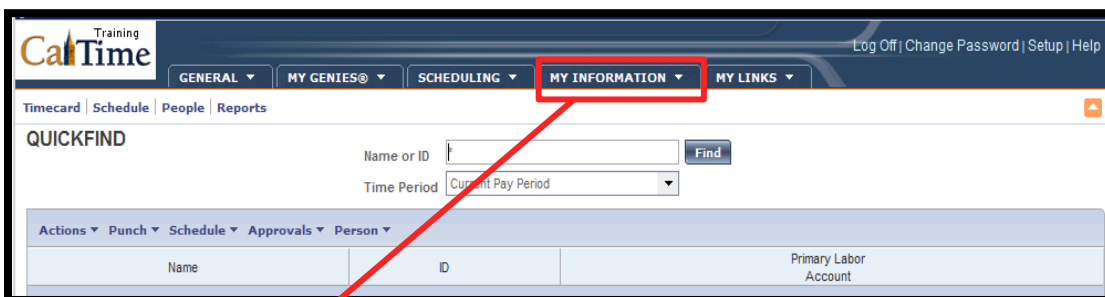 Training
CalTime
Log Off | Change Password | Setup | Help
GENERAL ▼ MY GENIES® ▼ SCHEDULING ▼ MY INFORMATION ▼ MY LINKS ▼
Timecard | Schedule | People | Reports
QUICKFIND
Name or ID * Find
Time Period Current Pay Period
Actions ▼ Punch ▼ Schedule ▼ Approvals ▼ Person ▼
Name ID Primary Labor
Account